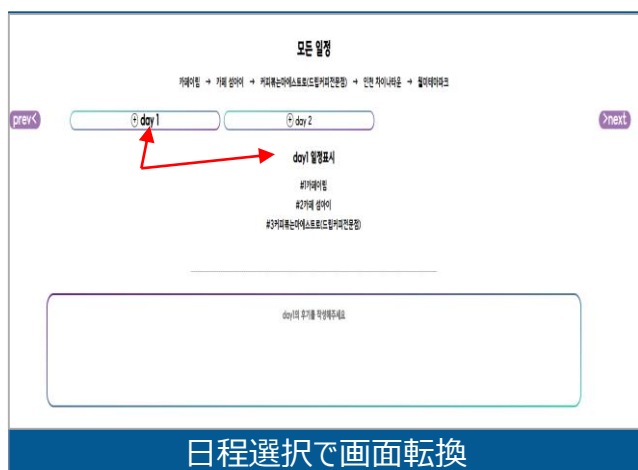 모든 일정
카페이림 → 카페 섬아이 → 커피볶는마에스트로(드립커피전문점) → 인천 차이나타운 → 월미테마파크
prev< + day 1 + day 2 >next
day1 일정표시
#1카페이림
#2카페 섬아이
#3커피볶는마에스트로(드립커피전문점)
day1의 후기를 작성해주세요
日程選択で画面転換